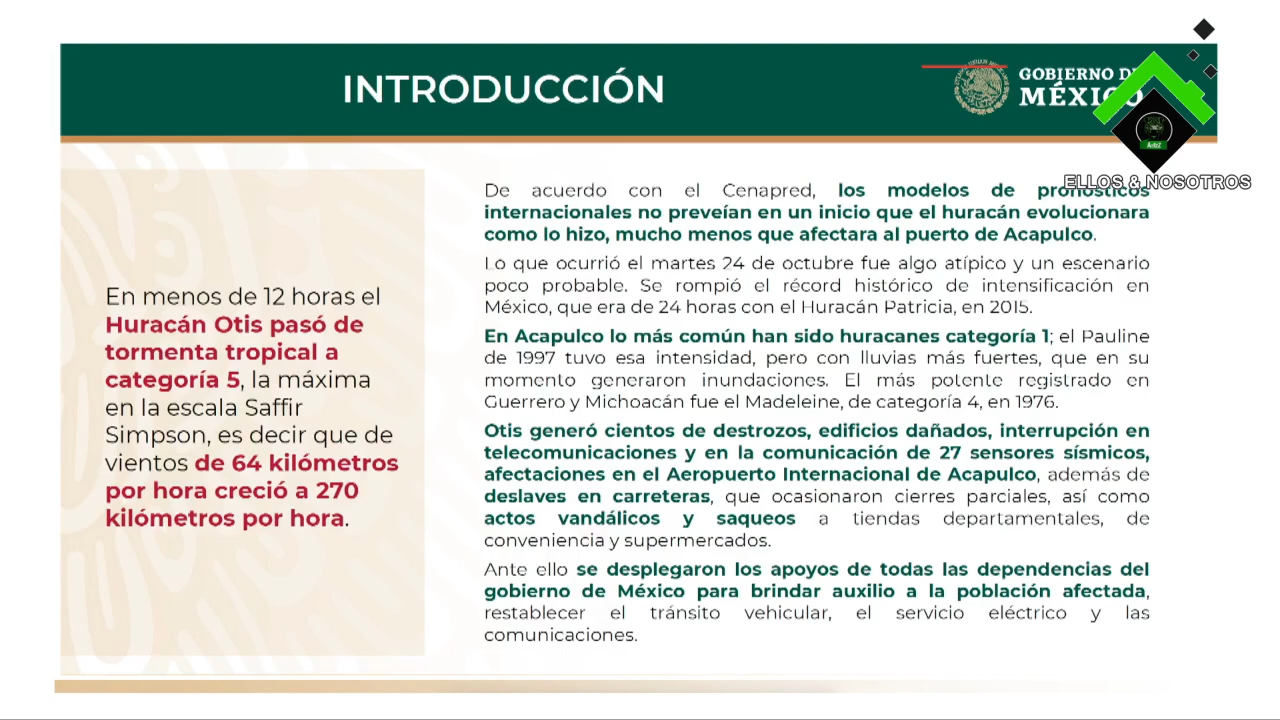 INTRODUCCIÓN
GOBIERNO DE
MÉXICO
ELLOS & NOSOTROS
En menos de 12 horas el
Huracán Otis pasó de
tormenta tropical a
categoría 5, la máxima
en la escala Saffir
Simpson, es decir que de
vientos de 64 kilómetros
por hora creció a 270
kilómetros por hora.
De acuerdo con el Cenapred, los modelos de pronósticos
internacionales no preveían en un inicio que el huracán evolucionara
como lo hizo, mucho menos que afectara al puerto de Acapulco.
Lo que ocurrió el martes 24 de octubre fue algo atípico y un escenario
poco probable. Se rompió el récord histórico de intensificación en
México, que era de 24 horas con el Huracán Patricia, en 2015.
En Acapulco lo más común han sido huracanes categoría 1; el Pauline
de 1997 tuvo esa intensidad, pero con lluvias más fuertes, que en su
momento generaron inundaciones. El más potente registrado en
Guerrero y Michoacán fue el Madeleine, de categoría 4, en 1976.
Otis generó cientos de destrozos, edificios dañados, interrupción en
telecomunicaciones y en la comunicación de 27 sensores sísmicos,
afectaciones en el Aeropuerto Internacional de Acapulco, además de
deslaves en carreteras, que ocasionaron cierres parciales, así como
actos vandálicos y saqueos a tiendas departamentales, de
conveniencia y supermercados.
Ante ello se desplegaron los apoyos de todas las dependencias del
gobierno de México para brindar auxilio a la población afectada,
restablecer el tránsito vehicular, el servicio eléctrico y las
comunicaciones.